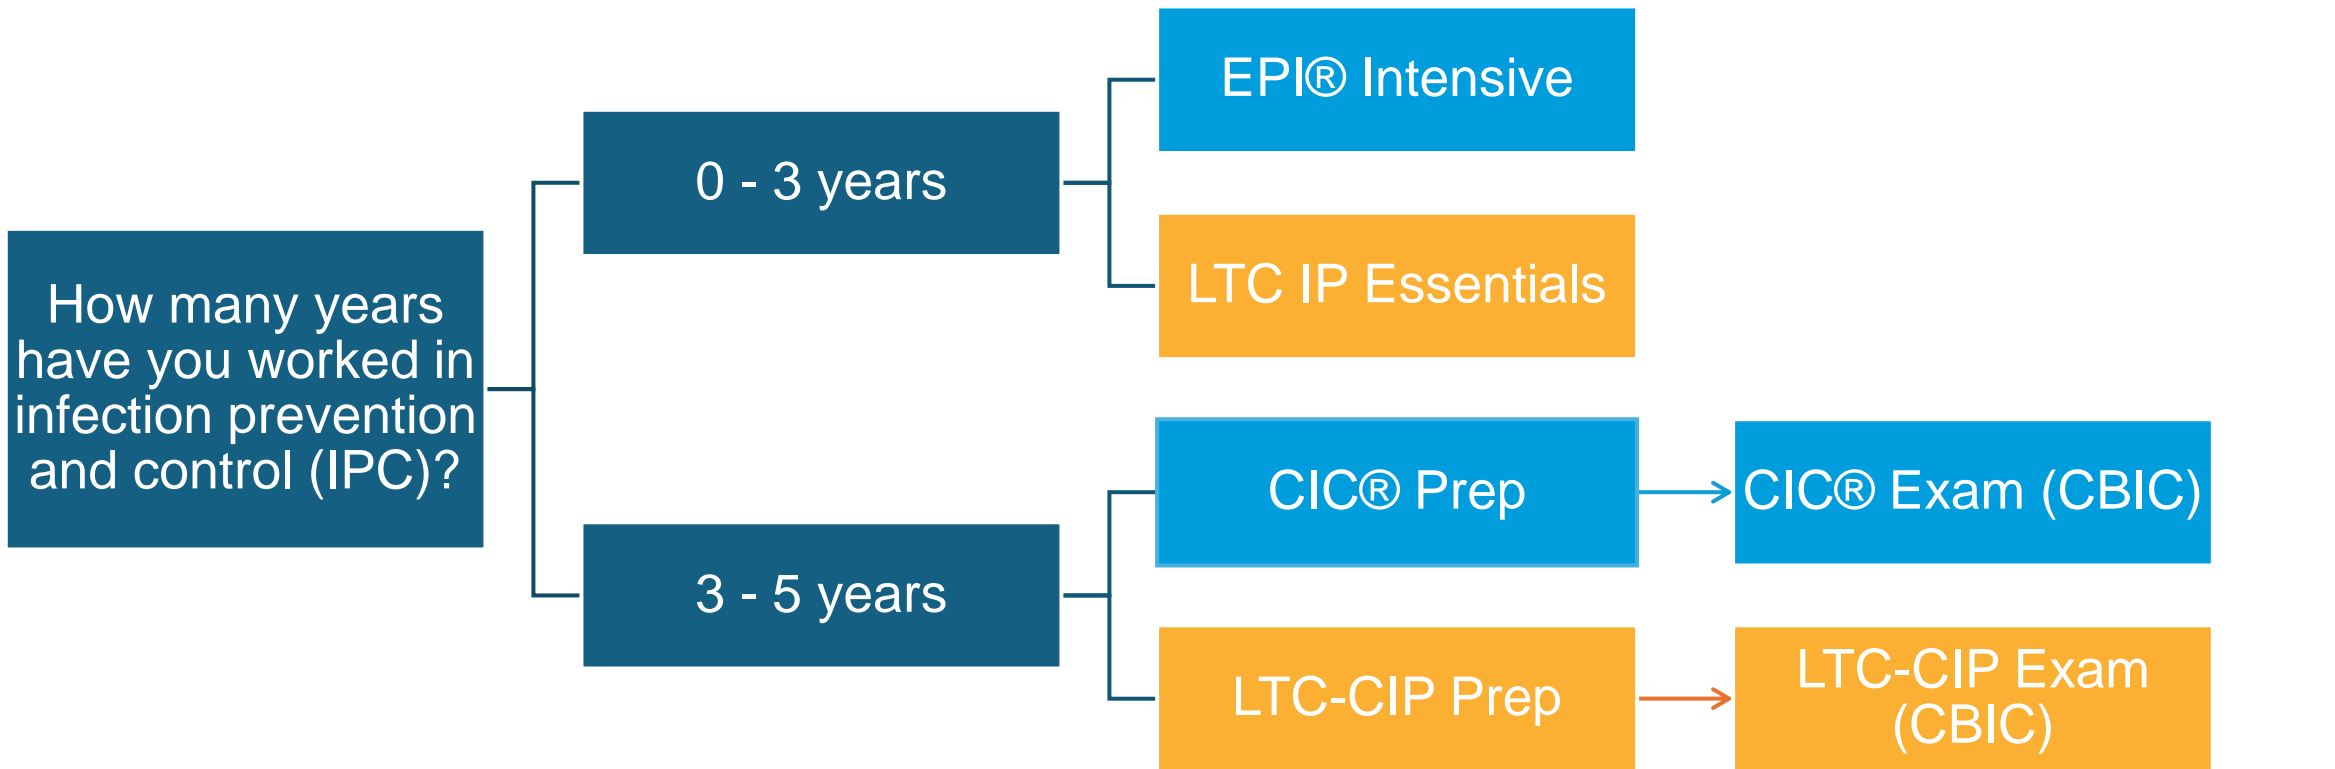 How many years
have you worked in
infection prevention
and control (IPC)?
0 - 3 years
EPI® Intensive
LTC IP Essentials
3 - 5 years
CIC® Prep
CIC® Exam (CBIC)
LTC-CIP Prep
LTC-CIP Exam
(CBIC)